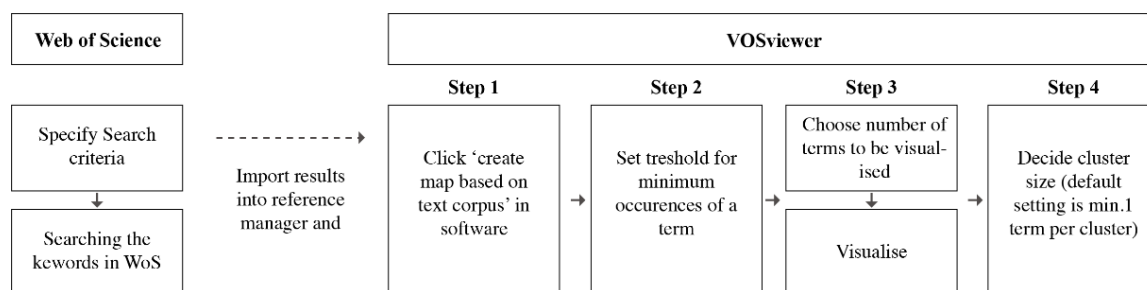 Web of Science
VOSviewer
Specify Search
criteria
Searching the
kewords in WoS
Import results
into reference
manager and
Step 1
Click ‘create
map based on
text corpus’ in
software
Step 2
Set treshold for
minimum
occurences of a
term
Step 3
Choose number of
terms to be visual-
ised
Visualise
Step 4
Decide cluster
size (default
setting is min.1
term per cluster)